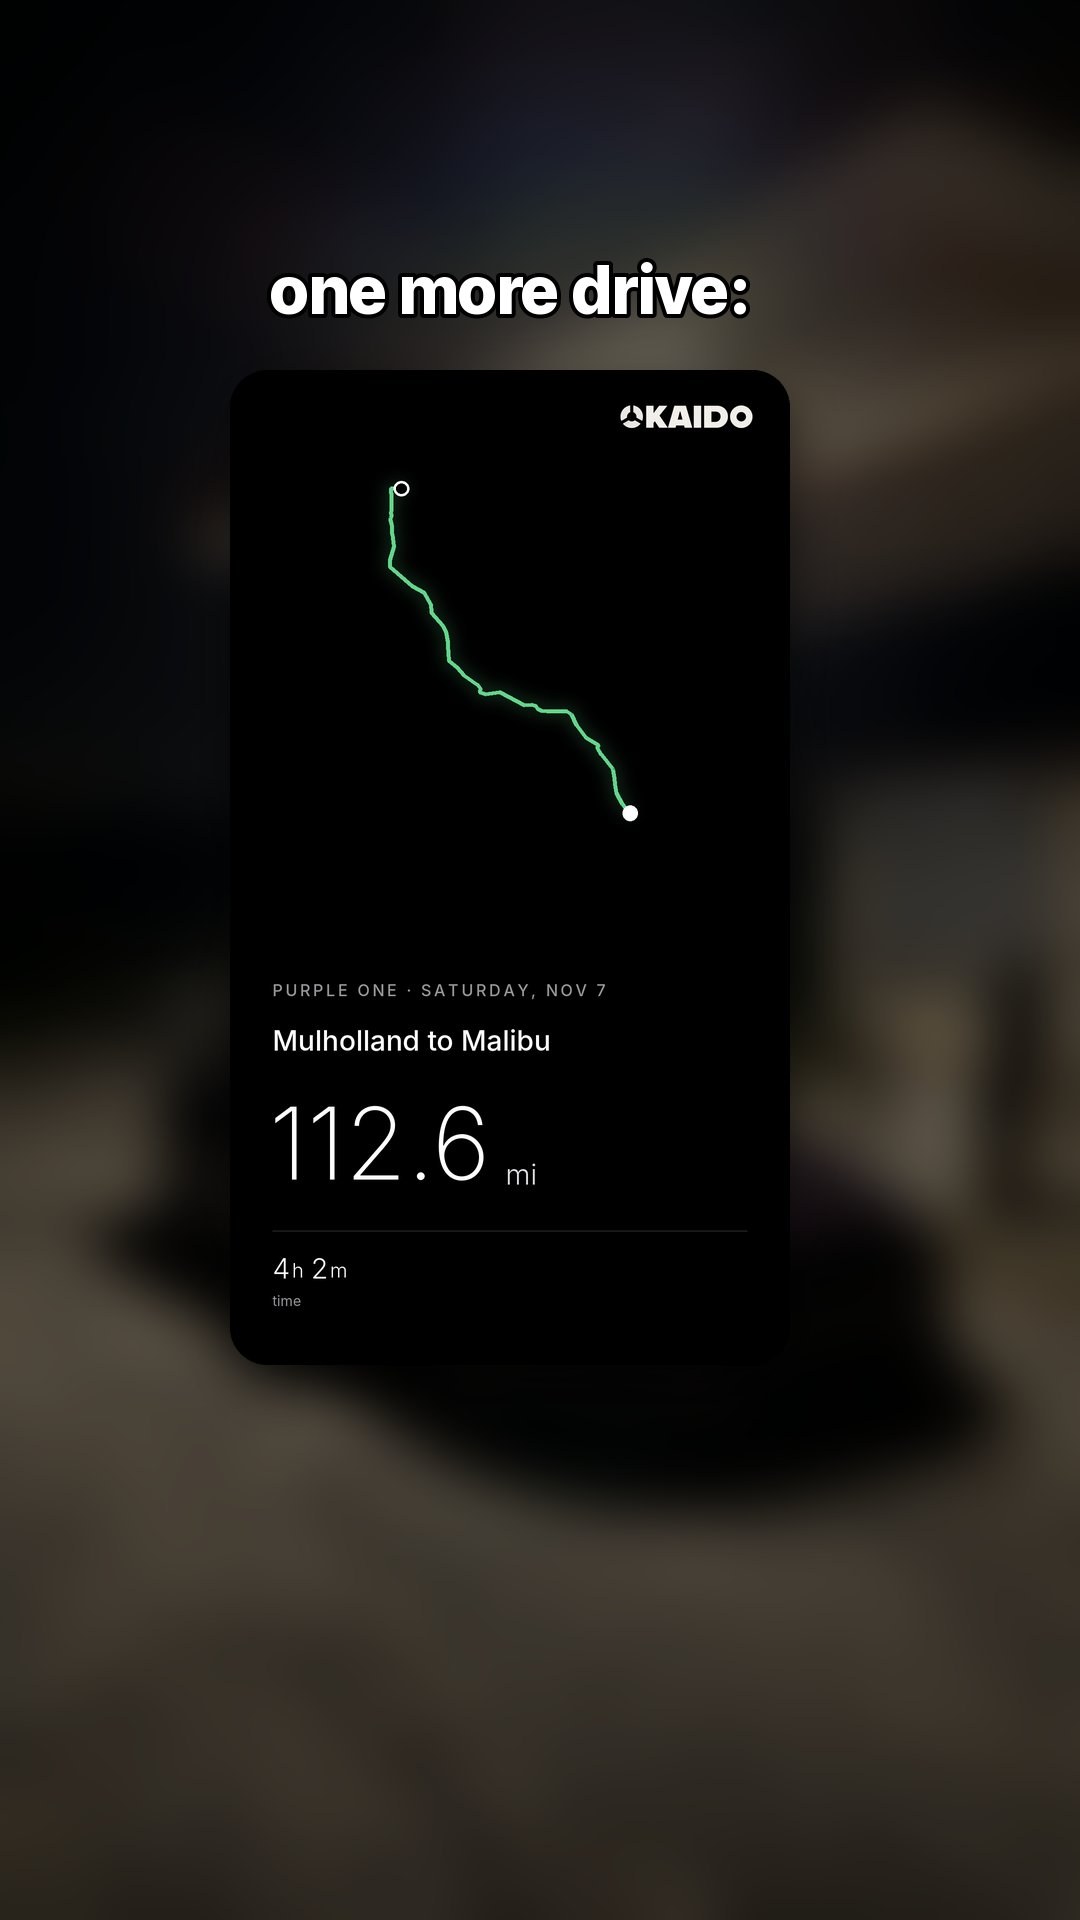 one more drive:
KAIDO
PURPLE ONE · SATURDAY, NOV 7
Mulholland to Malibu
112.6 mi
4h 2m
time